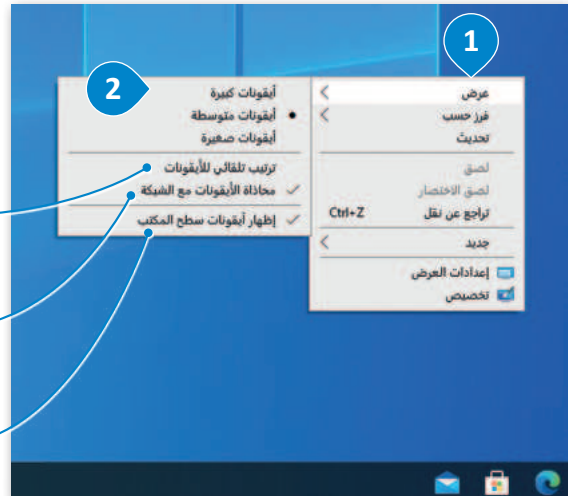 1
عرض
فرز حسب
تحديث
لصق
لصق الاختصار
تراجع عن نقل Ctrl+Z
جديد
إعدادات العرض
تخصيص
2
أيقونات كبيرة
أيقونات متوسطة
أيقونات صغيرة
ترتيب تلقائي للأيقونات
محاذاة الأيقونات مع الشبكة
إظهار أيقونات سطح المكتب